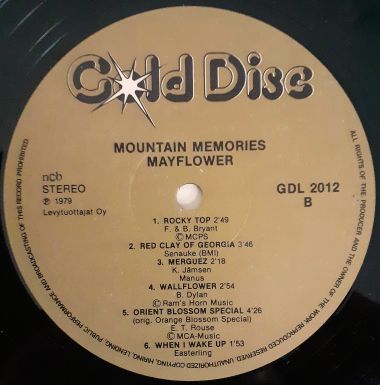 Gold Disc
MOUNTAIN MEMORIES
MAYFLOWER
ncb
STEREO
Ⓟ 1979
Levytuottajat Oy
GDL 2012
B
1. ROCKY TOP 2'49
F. & B. Bryant
ⒸMCPS
2. RED CLAY OF GEORGIA 3'46
Senauke (BMI)
3. MERGUEZ 2'18
K. Jämsen
Manus
4. WALLFLOWER 2'54
B. Dylan
ⒸRam's Horn Music
5. ORIENT BLOSSOM SPECIAL 4'26
(orig. Orange Blossom Special)
E. T. Rouse
ⒸMCA-Music
6. WHEN I WAKE UP 1'53
Easterling
ALL RIGHTS OF THE PRODUCER AND THE OWNER OF THE WORK REPRODUCED RESERVED. UNAUTHORIZED COPYING, HIRING, LENDING, PUBLIC PERFORMANCE AND BROADCASTING OF THIS RECORD PROHIBITED